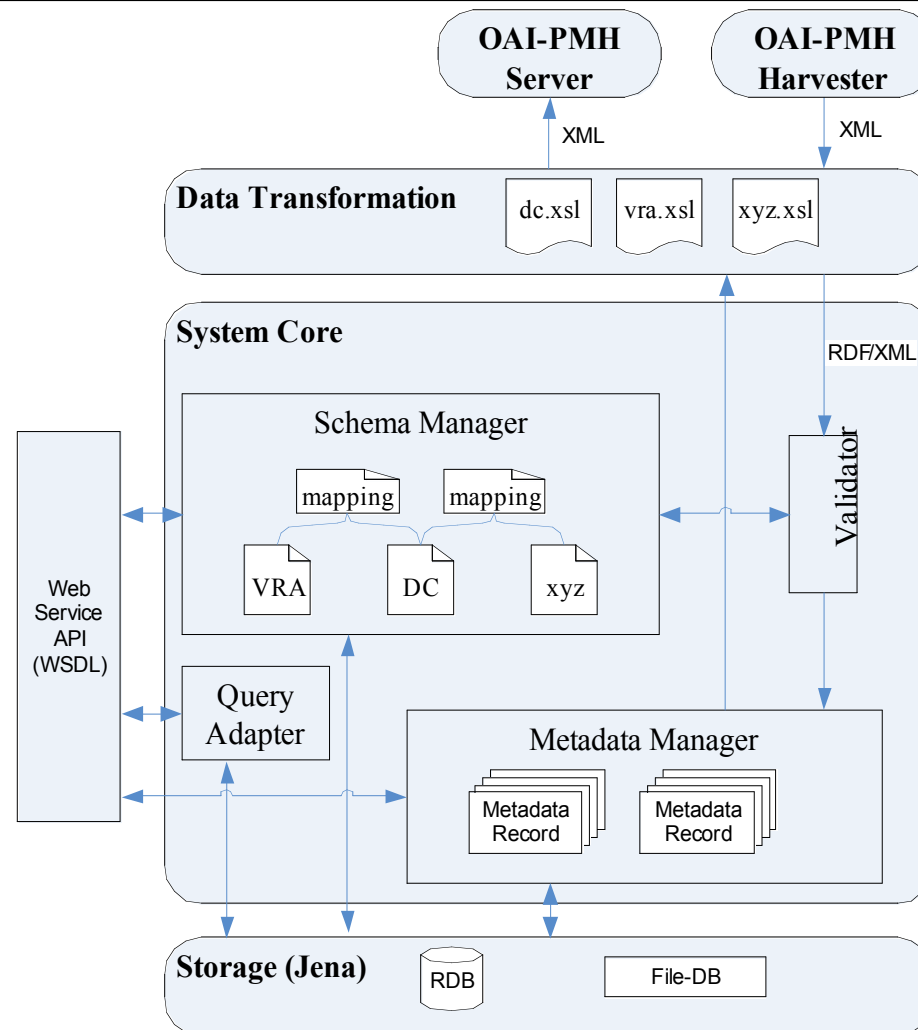 OAI-PMH
Server
OAI-PMH
Harvester
XML
XML
Data Transformation
dc.xsl
vra.xsl
xyz.xsl
System Core
RDF/XML
Schema Manager
mapping
mapping
VRA
DC
xyz
Validator
Web
Service
API
(WSDL)
Query
Adapter
Metadata Manager
Metadata
Record
Metadata
Record
Storage (Jena)
RDB
File-DB